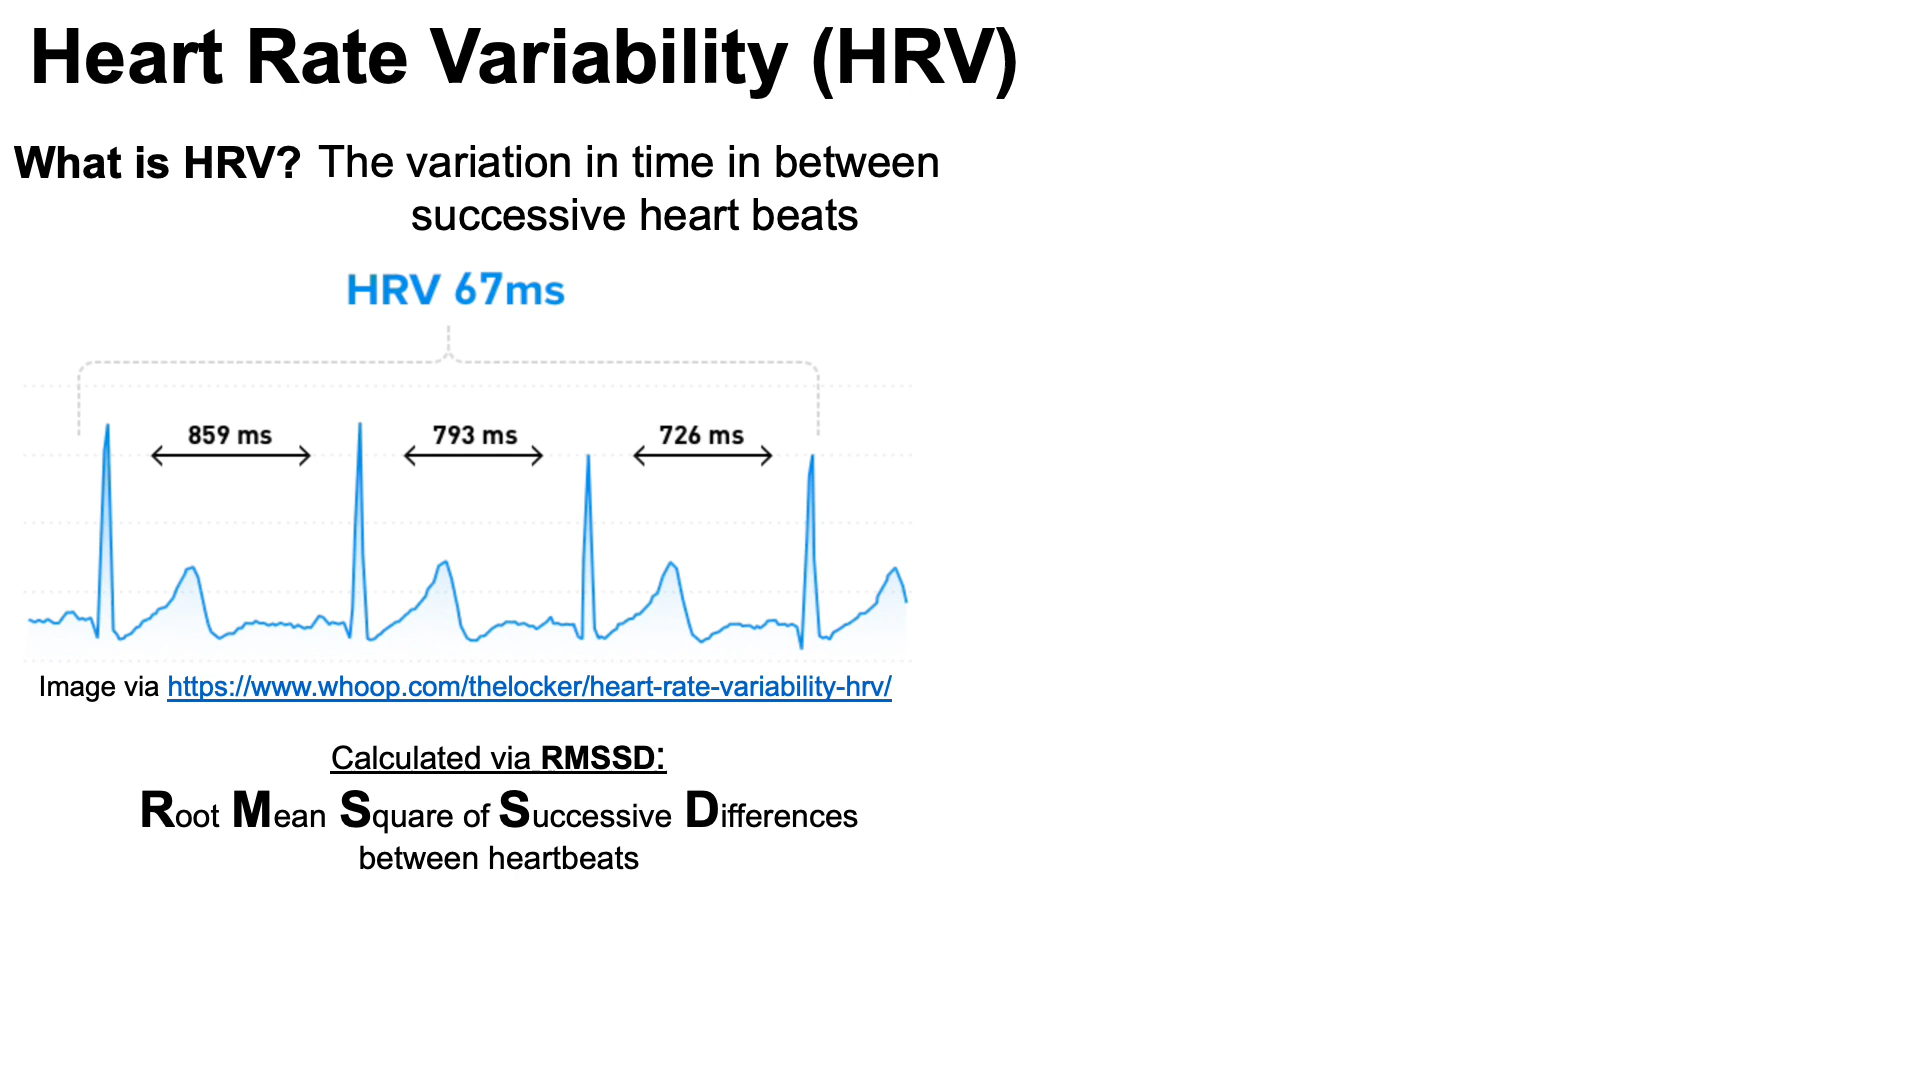 Heart Rate Variability (HRV)
What is HRV? The variation in time in between
successive heart beats
HRV 67ms
859 ms
793 ms
726 ms
Image via https://www.whoop.com/thelocker/heart-rate-variability-hrv/
Calculated via RMSSD:
Root Mean Square of Successive Differences
between heartbeats